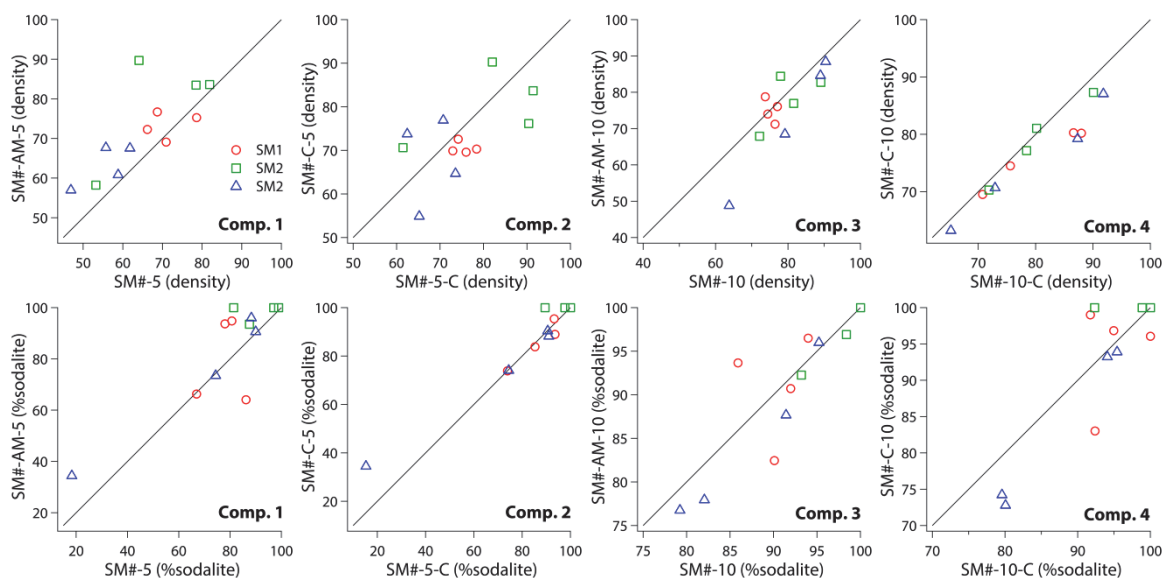 100
90
80
70
60
50
SM#-AM-5 (density)
SM1
SM2
SM2
Comp. 1
50 60 70 80 90 100
SM#-5 (density)
100
90
80
70
60
50
SM#-C-5 (density)
Comp. 2
50 60 70 80 90 100
SM#-5-C (density)
100
90
80
70
60
50
40
SM#-AM-10 (density)
Comp. 3
40 60 80 100
SM#-10 (density)
100
90
80
70
SM#-C-10 (density)
Comp. 4
70 80 90 100
SM#-10-C (density)
100
80
60
40
20
SM#-AM-5 (%sodalite)
Comp. 1
20 40 60 80 100
SM#-5 (%sodalite)
100
80
60
40
20
SM#-C-5 (%sodalite)
Comp. 2
20 40 60 80 100
SM#-5-C (%sodalite)
100
95
90
85
80
75
SM#-AM-10 (%sodalite)
Comp. 3
75 80 85 90 95 100
SM#-10 (%sodalite)
100
95
90
85
80
75
70
SM#-C-10 (%sodalite)
Comp. 4
70 80 90 100
SM#-10-C (%sodalite)